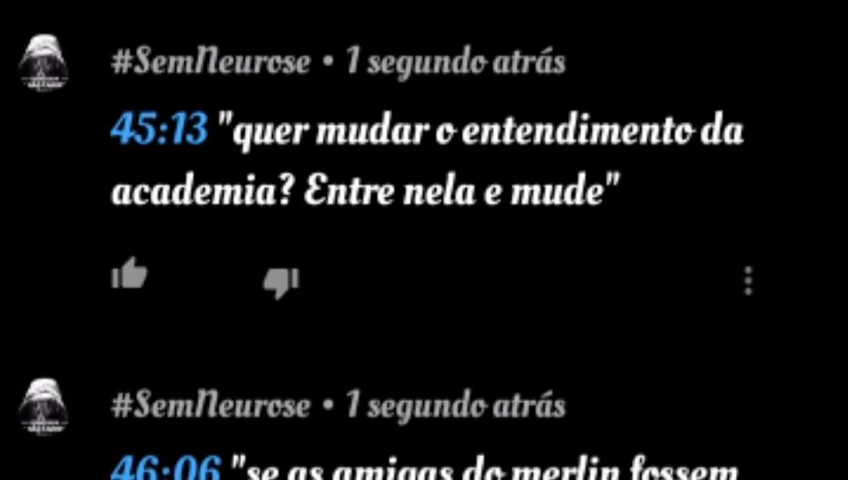 #SemNeurose • 1 segundo atrás
45:13 "quer mudar o entendimento da
academia? Entre nela e mude"
#SemNeurose • 1 segundo atrás
46:06 "se as amigas do merlin fossem